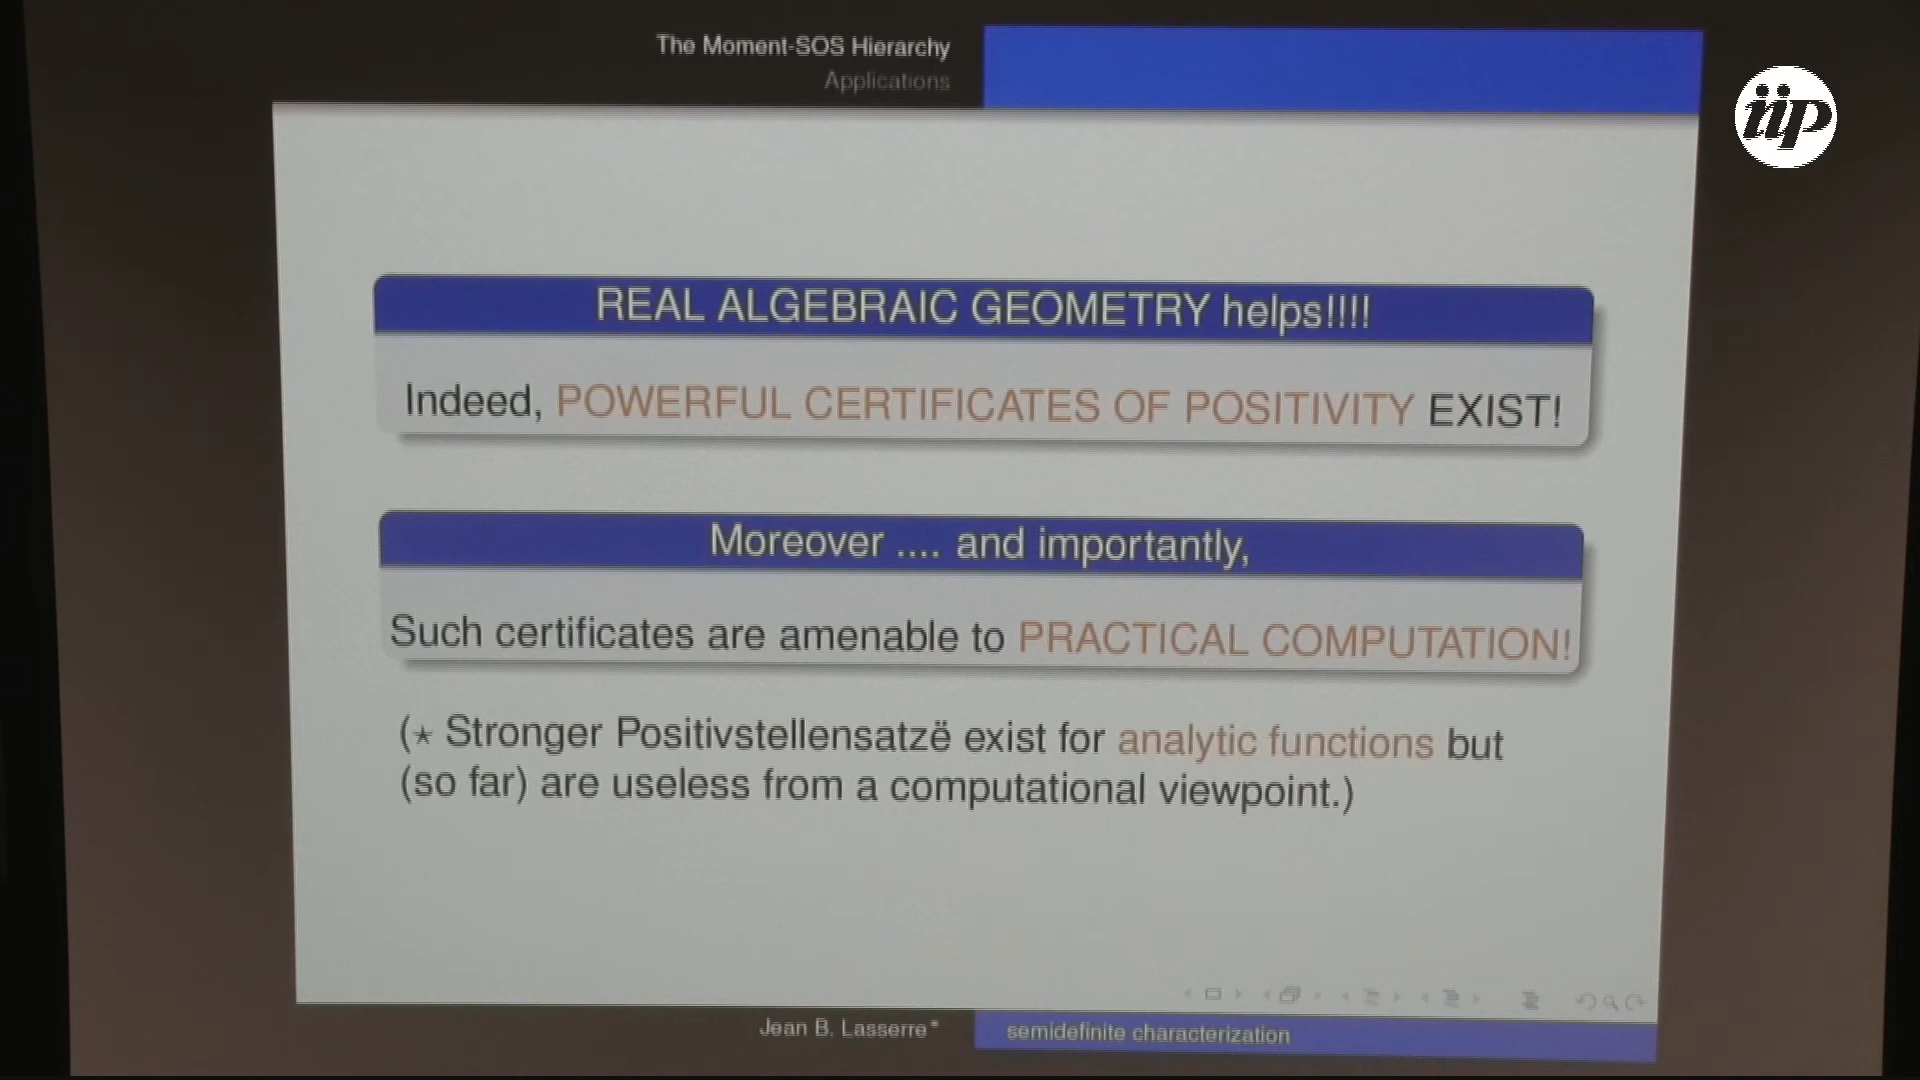 The Moment-SOS Hierarchy
Applications
iip
REAL ALGEBRAIC GEOMETRY helps!!!!
Indeed, POWERFUL CERTIFICATES OF POSITIVITY EXIST!
Moreover .... and importantly,
Such certificates are amenable to PRACTICAL COMPUTATION!
(⋆ Stronger Positivstellensatzë exist for analytic functions but
(so far) are useless from a computational viewpoint.)
Jean B. Lasserre*
semidefinite characterization